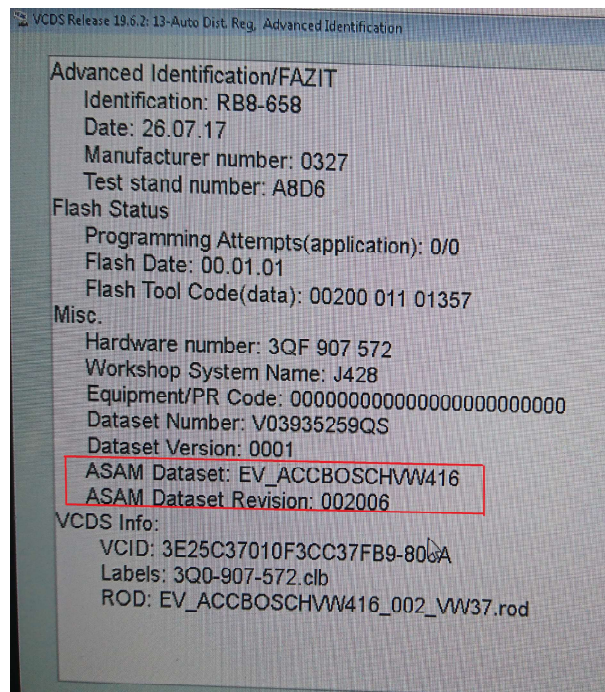 VCDS Release 19.6.2: 13-Auto Dist. Reg, Advanced Identification
Advanced Identification/FAZIT
Identification: RB8-658
Date: 26.07.17
Manufacturer number: 0327
Test stand number: A8D6
Flash Status
Programming Attempts(application): 0/0
Flash Date: 00.01.01
Flash Tool Code(data): 00200 011 01357
Misc.
Hardware number: 3QF 907 572
Workshop System Name: J428
Equipment/PR Code: 000000000000000000000000
Dataset Number: V03935259QS
Dataset Version: 0001
ASAM Dataset: EV_ACCBOSCHVW416
ASAM Dataset Revision: 002006
VCDS Info:
VCID:
Labels: 3Q0-907-572.clb
ROD: EV_ACCBOSCHVW416_002_VW37.rod